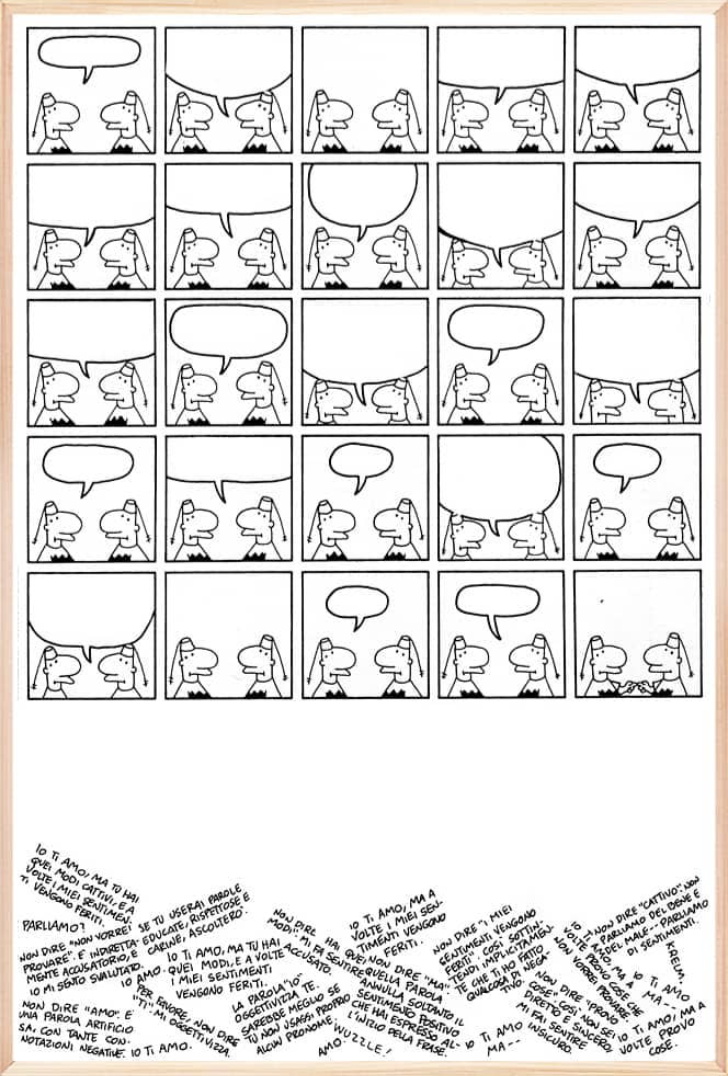 IO TI AMO, MA TU HAI
QUEI MODI CATTIVI, E A
VOLTE I MIEI SENTIMEN-
TI VENGONO FERITI.
PARLIAMO?
NON DIRE "NON VORREI
PROVARE". È INDIRETTA-
MENTE ACCUSATORIO, E
IO MI SENTO SVALUTATO.
NON DIRE "AMO". È
UNA PAROLA ARTIFICIO
SA, CON TANTE CON-
NOTAZIONI NEGATIVE.
IO TI AMO.
SE TU USERAI PAROLE
EDUCATE, RISPETTOSE E
CARINE, ASCOLTERÒ.
IO AMO.
IO TI AMO, MA TU HAI
QUEI MODI, E A VOLTE
I MIEI SENTIMENTI
VENGONO FERITI.
PER FAVORE, NON DIRE
"TI". MI OGGETTIVIZZA.
LA PAROLA "IO"
OGGETTIVIZZA TE.
SAREBBE MEGLIO SE
TU NON USASSI PROPRIO
ALCUN PRONOME.
AMO.
WUZZLE!
NON DIRE HAI QUEI
MODI". MI FA SENTIRE
ACCUSATO.
IO TI AMO, MA A
VOLTE I MIEI SEN-
TIMENTI VENGONO
FERITI.
NON DIRE "MA".
QUELLA PAROLA
ANNULLA SOLTANTO IL
SENTIMENTO POSITIVO
CHE HAI ESPRESSO AL-
L'INIZIO DELLA FRASE.
NON DIRE "I MIEI
SENTIMENTI VENGONO
FERITI". COSÌ SOTTIN-
TENDI IMPLICITAMEN-
TE CHE TI HO FATTO
QUALCOSA DI NEGA-
TIVO.
IO TI AMO
MA--
IO TI AMO, MA A
VOLTE PROVO COSE CHE
NON VORREI PROVARE.
NON DIRE "PROVO
COSE" COSÌ, NON SEI
DIRETTO E SINCERO,
MI FAI SENTIRE
INSICURO.
NON DIRE "CATTIVO". NON
PARLIAMO DEL BENE E
DEL MALE -- PARLIAMO
DI SENTIMENTI.
IO TI AMO
MA --
IO TI AMO, MA A
VOLTE PROVO
COSE.